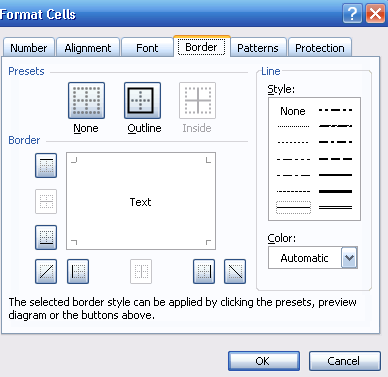 Format Cells
Number Alignment Font Border Patterns Protection
Presets
None Outline Inside
Border
Text
Line
Style:
None
Color:
Automatic
The selected border style can be applied by clicking the presets, preview
diagram or the buttons above.
OK Cancel